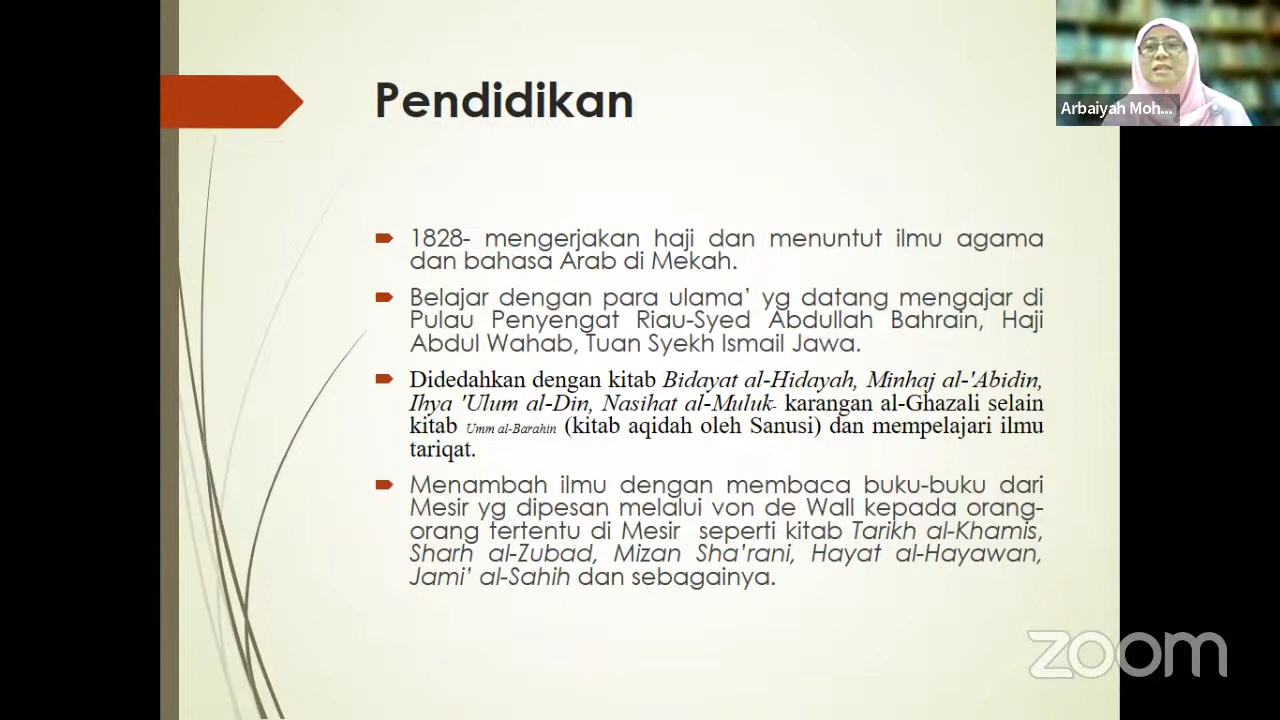 Pendidikan
Arbaiyah Moh...
1828- mengerjakan haji dan menuntut ilmu agama
dan bahasa Arab di Mekah.
Belajar dengan para ulama’ yg datang mengajar di
Pulau Penyengat Riau-Syed Abdullah Bahrain, Haji
Abdul Wahab, Tuan Syekh Ismail Jawa.
Didedahkan dengan kitab Bidayat al-Hidayah, Minhaj al-'Abidin,
Ihya 'Ulum al-Din, Nasihat al-Muluk- karangan al-Ghazali selain
kitab Umm al-Barahin (kitab aqidah oleh Sanusi) dan mempelajari ilmu
tariqat.
Menambah ilmu dengan membaca buku-buku dari
Mesir yg dipesan melalui von de Wall kepada orang-
orang tertentu di Mesir seperti kitab Tarikh al-Khamis,
Sharh al-Zubad, Mizan Sha’rani, Hayat al-Hayawan,
Jami’ al-Sahih dan sebagainya.
zoom